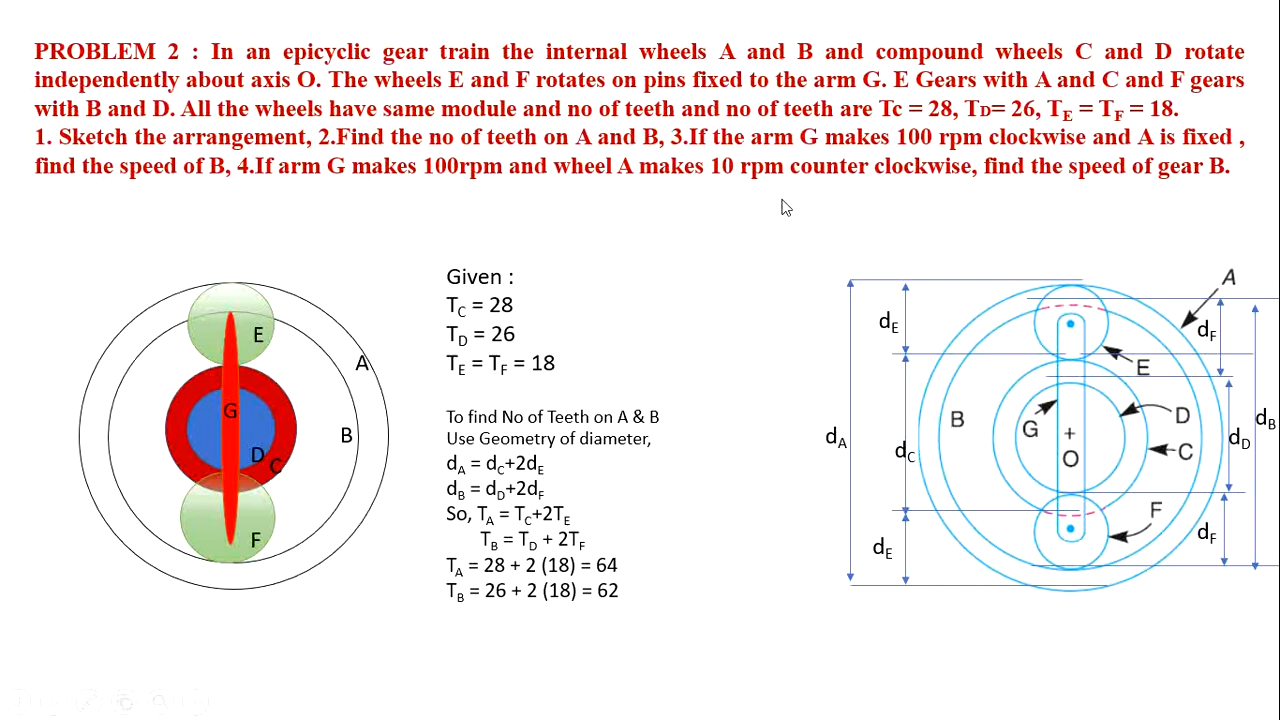 PROBLEM 2 : In an epicyclic gear train the internal wheels A and B and compound wheels C and D rotate
independently about axis O. The wheels E and F rotates on pins fixed to the arm G. E Gears with A and C and F gears
with B and D. All the wheels have same module and no of teeth and no of teeth are Tc = 28, TD= 26, TE = TF = 18.
1. Sketch the arrangement, 2.Find the no of teeth on A and B, 3.If the arm G makes 100 rpm clockwise and A is fixed ,
find the speed of B, 4.If arm G makes 100rpm and wheel A makes 10 rpm counter clockwise, find the speed of gear B.
E
A
G
B
D
C
F
Given :
TC = 28
TD = 26
TE = TF = 18
To find No of Teeth on A & B
Use Geometry of diameter,
dA = dC+2dE
dB = dD+2dF
So, TA = TC+2TE
TB = TD + 2TF
TA = 28 + 2 (18) = 64
TB = 26 + 2 (18) = 62
A
dE
dF
E
B
G
D
dB
dA
dC
+
dD
C
O
F
dE
dF